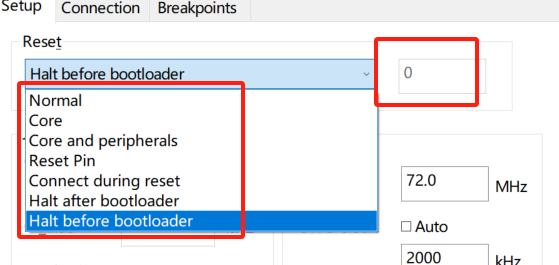 Setup Connection Breakpoints
Reset
Halt before bootloader 0
Normal
Core
Core and peripherals
Reset Pin
Connect during reset
Halt after bootloader
Halt before bootloader
72.0 MHz
Auto
2000 kHz